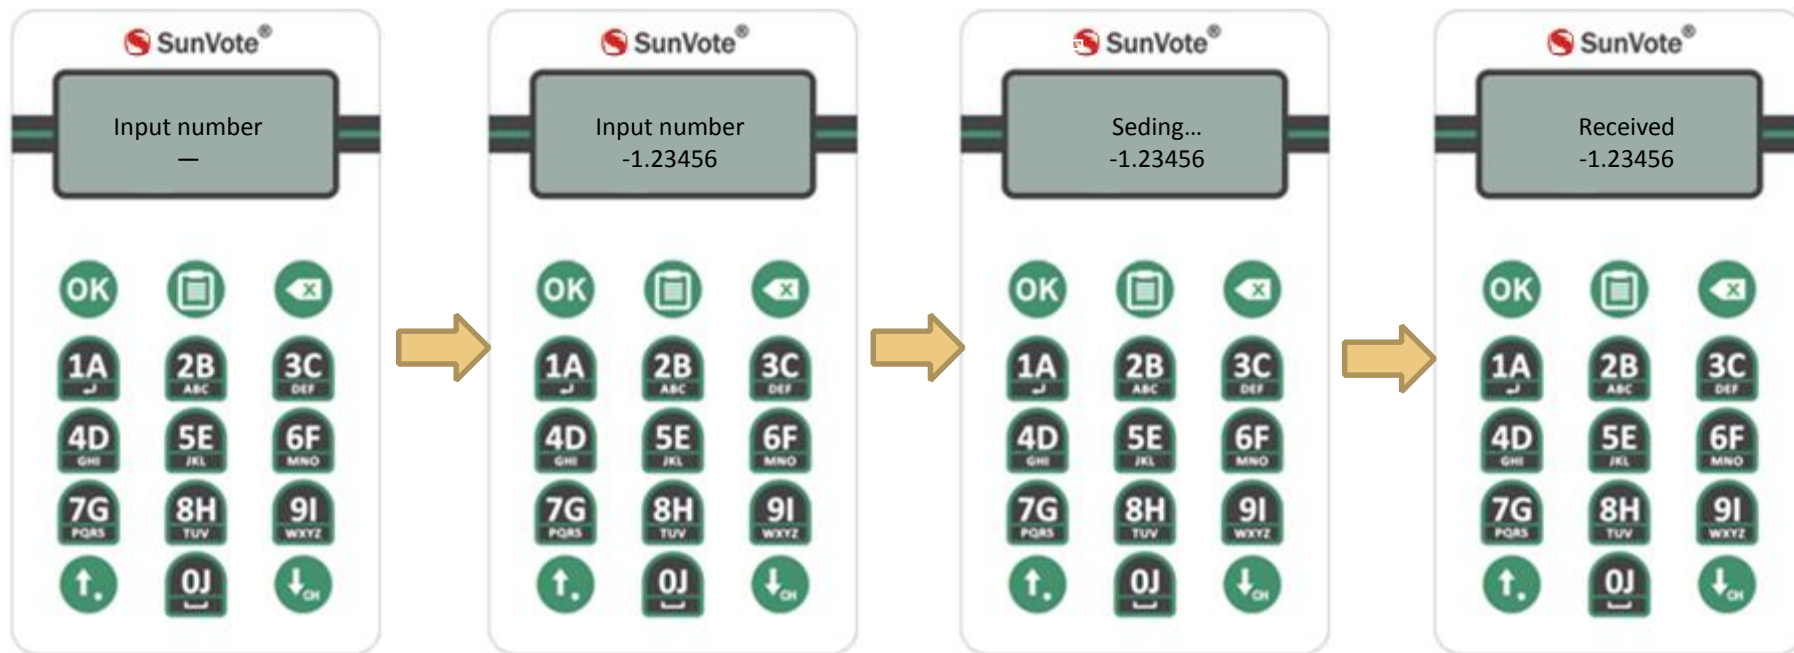 SunVote®
Input number
—
OK
1A
2B
ABC
3C
DEF
4D
GHI
5E
JKL
6F
MNO
7G
PQRS
8H
TUV
9I
WXYZ
.
0J
CH
SunVote®
Input number
-1.23456
OK
1A
2B
ABC
3C
DEF
4D
GHI
5E
JKL
6F
MNO
7G
PQRS
8H
TUV
9I
WXYZ
.
0J
CH
SunVote®
Seding...
-1.23456
OK
1A
2B
ABC
3C
DEF
4D
GHI
5E
JKL
6F
MNO
7G
PQRS
8H
TUV
9I
WXYZ
.
0J
CH
SunVote®
Received
-1.23456
OK
1A
2B
ABC
3C
DEF
4D
GHI
5E
JKL
6F
MNO
7G
PQRS
8H
TUV
9I
WXYZ
.
0J
CH